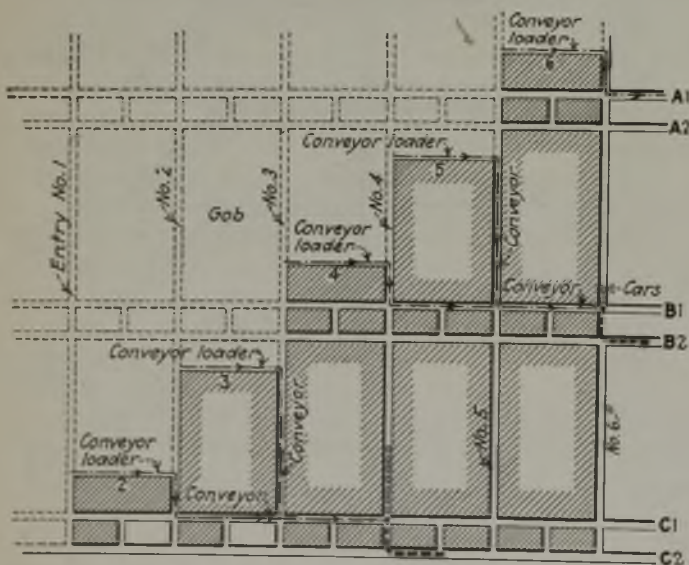 Conveyor
loader
6
A1
A2
Conveyor loader
5
Entry No.1
No.2
Gob
No.3
No.4
Conveyor
loader
4
Conveyor
Conveyor
Cars
B1
B2
Conveyor loader
3
Conveyor
No.5
No.6
Conveyor
loader
2
Conveyor
C1
C2